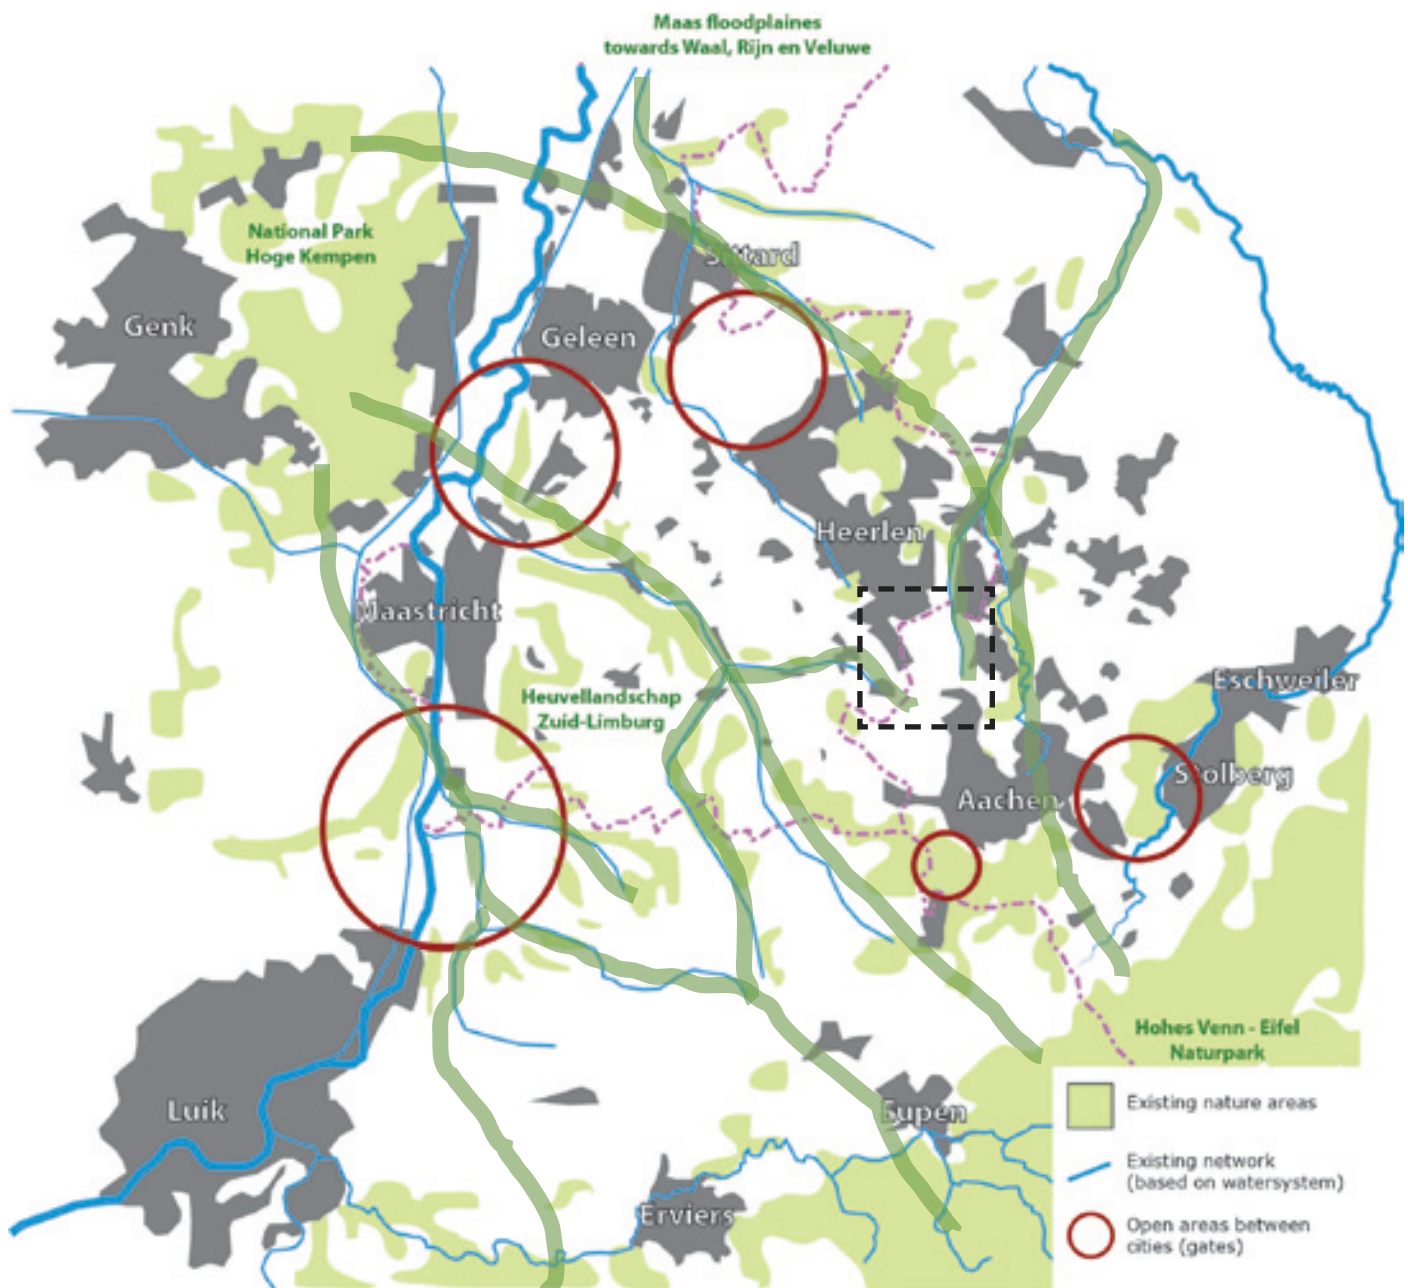 Maas floodplaines
towards Waal, Rijn en Veluwe
National Park
Hoge Kempen
Sittard
Genk
Geleen
Heerlen
Maastricht
Heuvellandschap
Zuid-Limburg
Eschweiler
Stolberg
Aachen
Hohes Venn - Eifel
Naturpark
Luik
Eupen
Erviers
Existing nature areas
Existing network
(based on watersystem)
Open areas between
cities (gates)